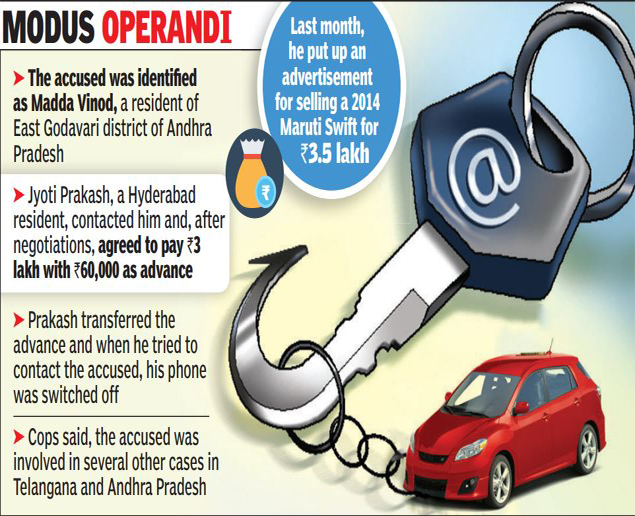 MODUS OPERANDI
➤ The accused was identified
as Madda Vinod, a resident of
East Godavari district of Andhra
Pradesh
➤ Jyoti Prakash, a Hyderabad
resident, contacted him and, after
negotiations, agreed to pay ₹3
lakh with ₹60,000 as advance
➤ Prakash transferred the
advance and when he tried to
contact the accused, his phone
was switched off
➤ Cops said, the accused was
involved in several other cases in
Telangana and Andhra Pradesh
Last month,
he put up an
advertisement
for selling a 2014
Maruti Swift for
₹3.5 lakh
₹
@